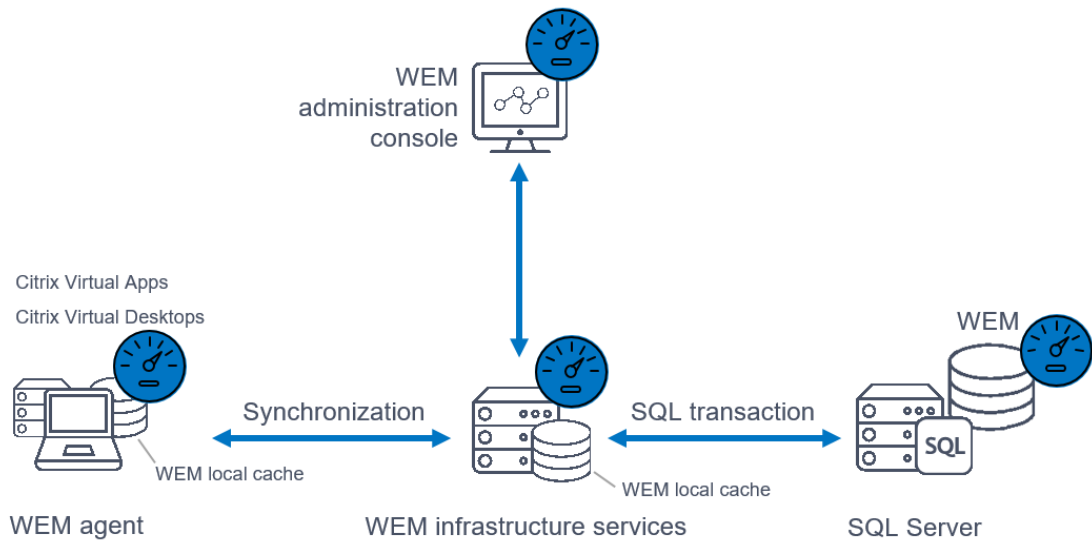 WEM
administration
console
Citrix Virtual Apps
Citrix Virtual Desktops
WEM
Synchronization
SQL transaction
SQL
WEM local cache
WEM local cache
WEM agent
WEM infrastructure services
SQL Server